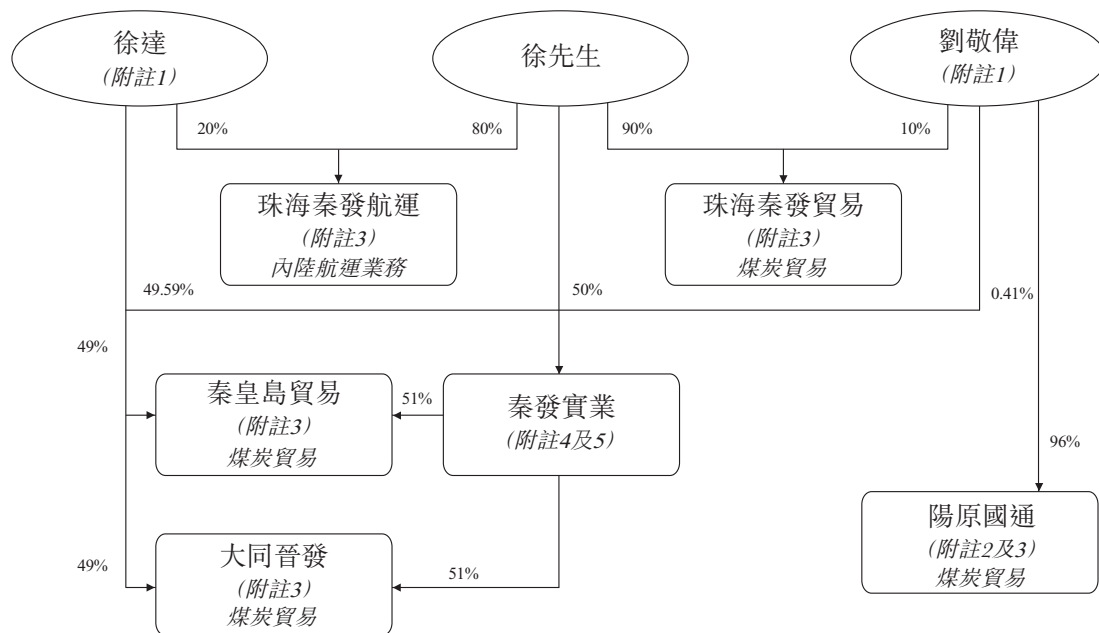 徐達
(附註1)
徐先生
劉敬偉
(附註1)
20%
80%
90%
10%
珠海秦發航運
(附註3)
內陸航運業務
珠海秦發貿易
(附註3)
煤炭貿易
49.59%
50%
0.41%
49%
秦皇島貿易
(附註3)
煤炭貿易
51%
秦發實業
(附註4及5)
96%
陽原國通
(附註2及3)
煤炭貿易
49%
大同晉發
(附註3)
煤炭貿易
51%